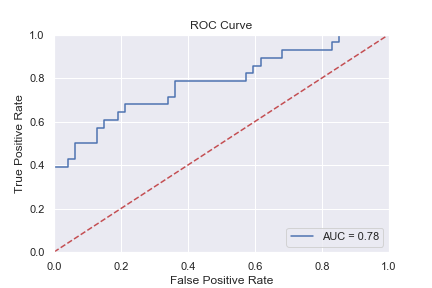 ROC Curve
1.0
0.8
0.6
0.4
0.2
0.0
True Positive Rate
AUC = 0.78
0.0 0.2 0.4 0.6 0.8 1.0
False Positive Rate